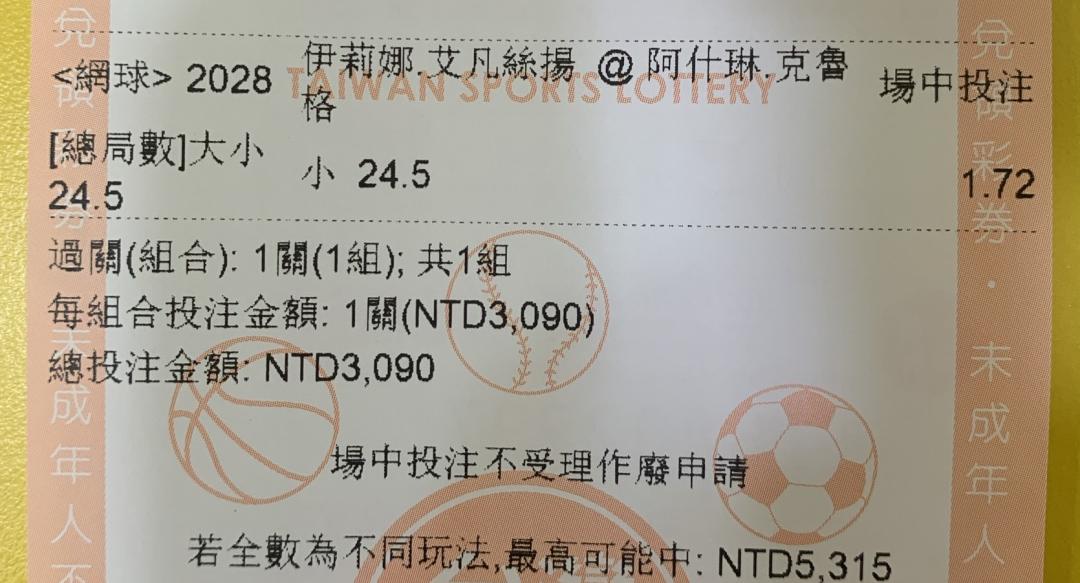 <網球> 2028 伊莉娜.艾凡絲揚 @ 阿什琳.克魯格 場中投注
TAIWAN SPORTS LOTTERY
[總局數]大小 24.5 小 24.5 1.72
過關(組合): 1關(1組); 共1組
每組合投注金額: 1關(NTD3,090)
總投注金額: NTD3,090
場中投注不受理作廢申請
若全數為不同玩法,最高可能中: NTD5,315
兌領彩券·未成年人
兌領彩券·未成年人